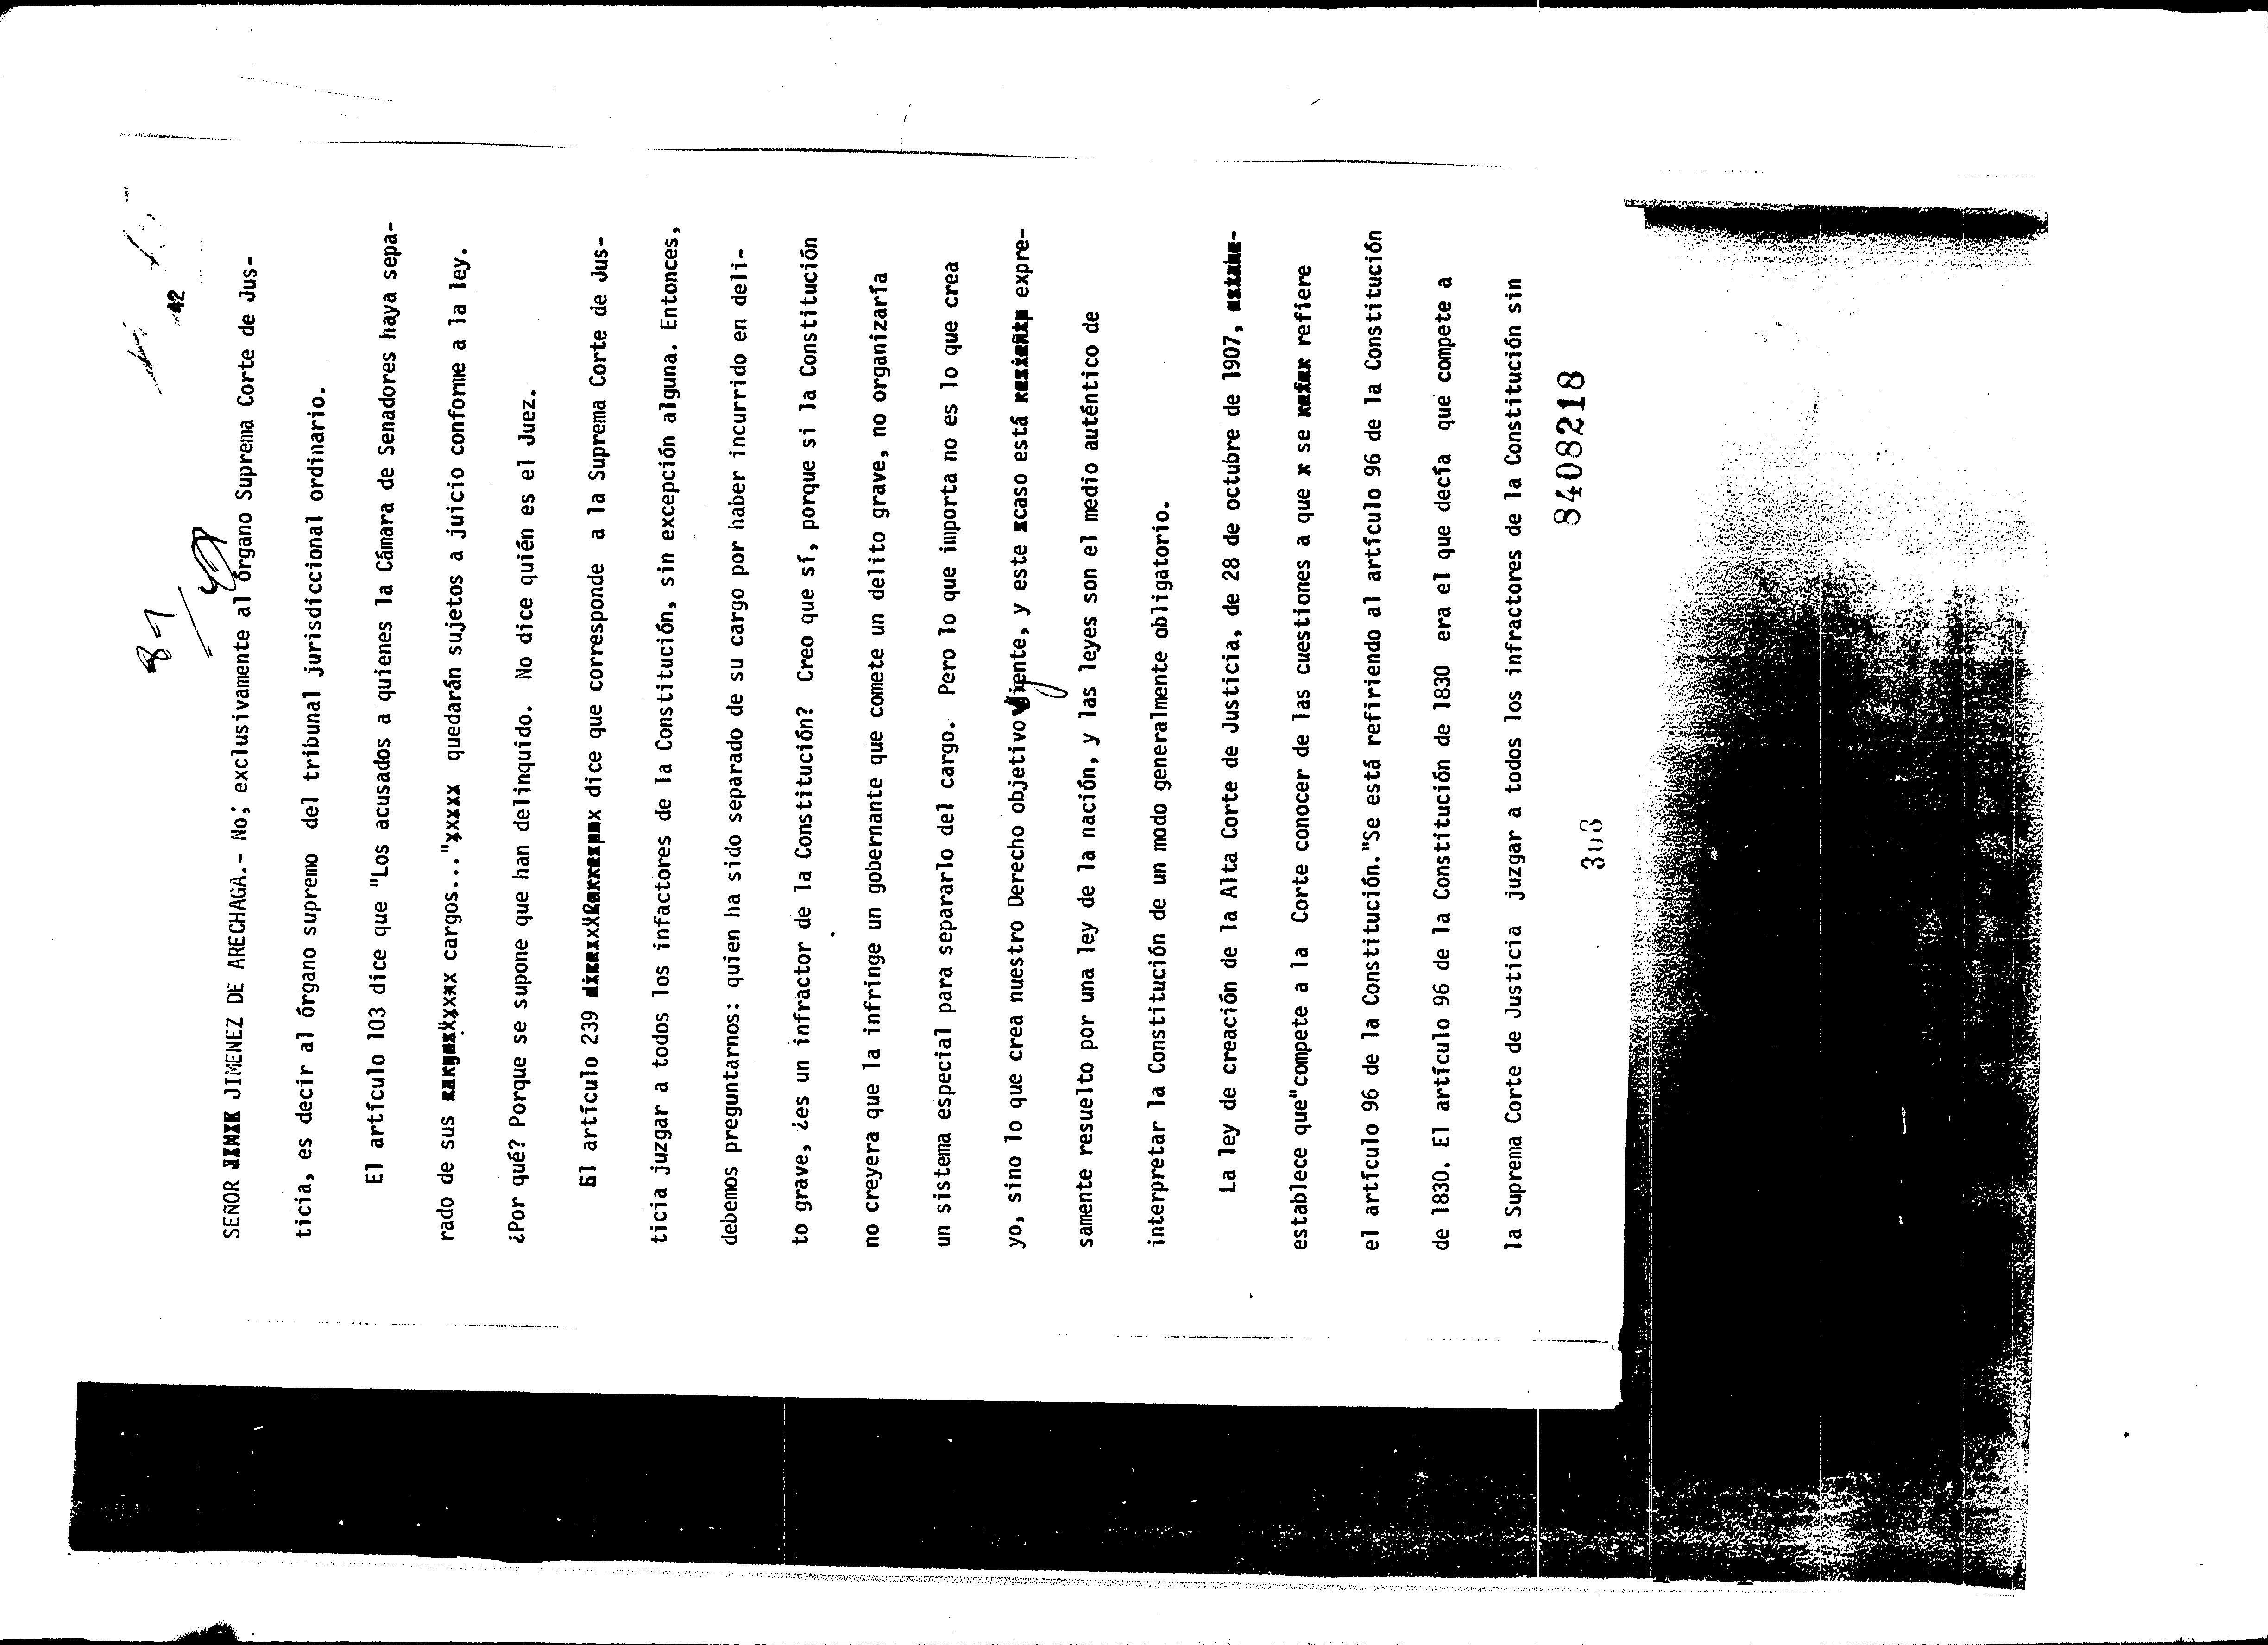 42
87
SEÑOR JIMENEZ DE ARECHAGA.- No; exclusivamente al órgano Suprema Corte de Jus-
ticia, es decir al órgano supremo del tribunal jurisdiccional ordinario.
El artículo 103 dice que "Los acusados a quienes la Cámara de Senadores haya sepa-
rado de sus cargos..."xxxxx quedarán sujetos a juicio conforme a la ley.
¿Por qué? Porque se supone que han delinquido. No dice quién es el Juez.
El artículo 239 dice que corresponde a la Suprema Corte de Jus-
ticia juzgar a todos los infactores de la Constitución, sin excepción alguna. Entonces,
debemos preguntarnos: quien ha sido separado de su cargo por haber incurrido en deli-
to grave, ¿es un infractor de la Constitución? Creo que sí, porque si la Constitución
no creyera que la infringe un gobernante que comete un delito grave, no organizaría
un sistema especial para separarlo del cargo. Pero lo que importa no es lo que crea
yo, sino lo que crea nuestro Derecho objetivo Vigente, y este xcaso está expre-
samente resuelto por una ley de la nación, y las leyes son el medio auténtico de
interpretar la Constitución de un modo generalmente obligatorio.
La ley de creación de la Alta Corte de Justicia, de 28 de octubre de 1907,
establece que"compete a la Corte conocer de las cuestiones a que x se refiere
el artículo 96 de la Constitución."Se está refiriendo al artículo 96 de la Constitución
de 1830. El artículo 96 de la Constitución de 1830 era el que decía que compete a
la Suprema Corte de Justicia juzgar a todos los infractores de la Constitución sin
8408218